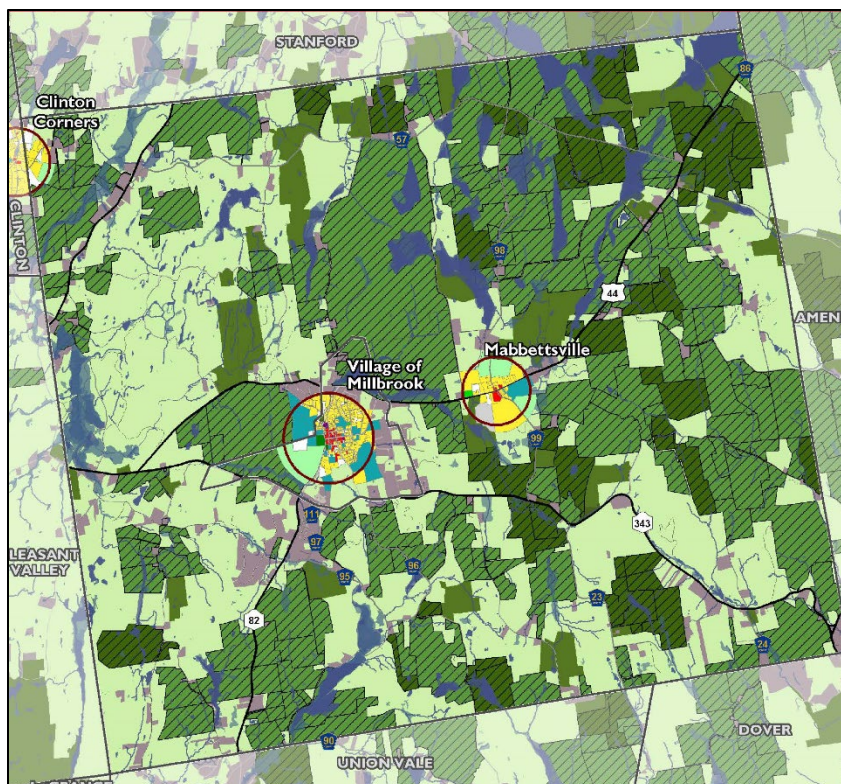 STANFORD
86
Clinton
Corners
57
CLINTON
98
44
AMEN
Mabbettsville
Village of
Millbrook
99
343
111
97
LEASANT
VALLEY
95
96
23
82
24
DOVER
90
UNION VALE